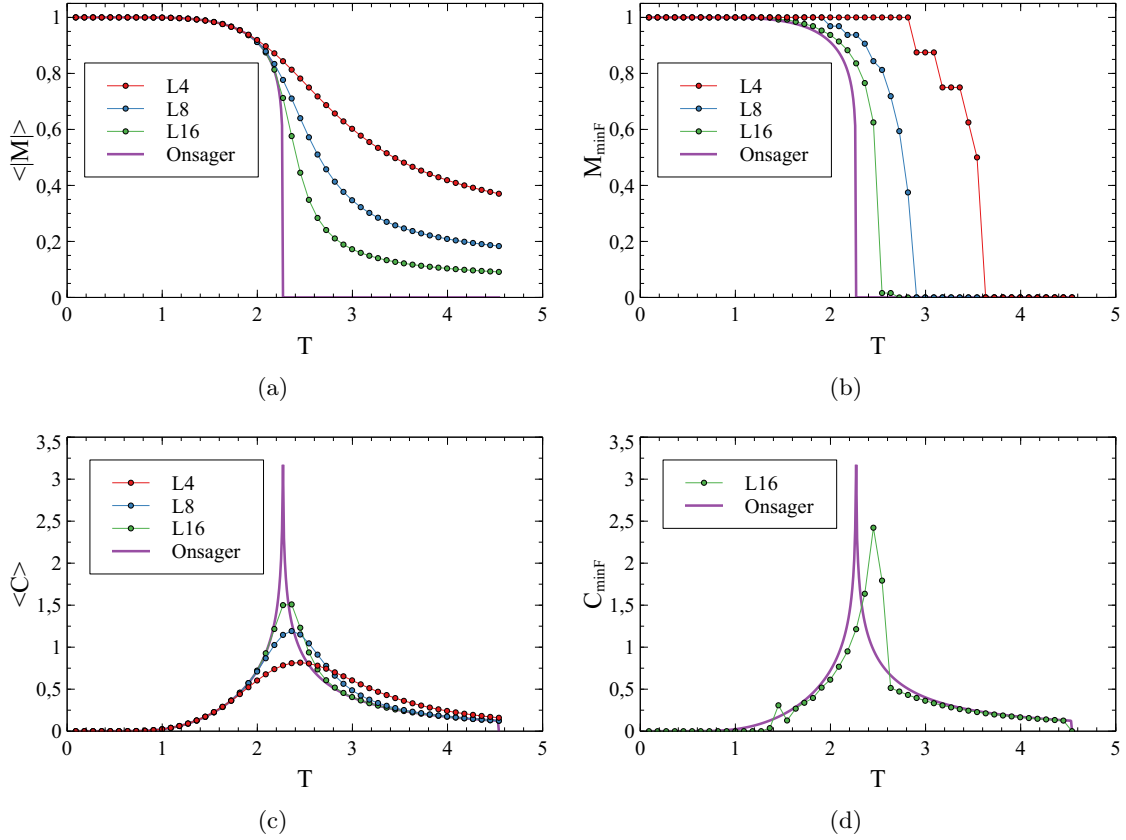 1
0,8
0,6
0,4
0,2
0
<|M|>
L4
L8
L16
Onsager
0 1 2 3 4 5
T
(a)
1
0,8
0,6
0,4
0,2
0
M_minF
L4
L8
L16
Onsager
0 1 2 3 4 5
T
(b)
3,5
3
2,5
2
1,5
1
0,5
0
<C>
L4
L8
L16
Onsager
0 1 2 3 4 5
T
(c)
3,5
3
2,5
2
1,5
1
0,5
0
C_minF
L16
Onsager
0 1 2 3 4 5
T
(d)